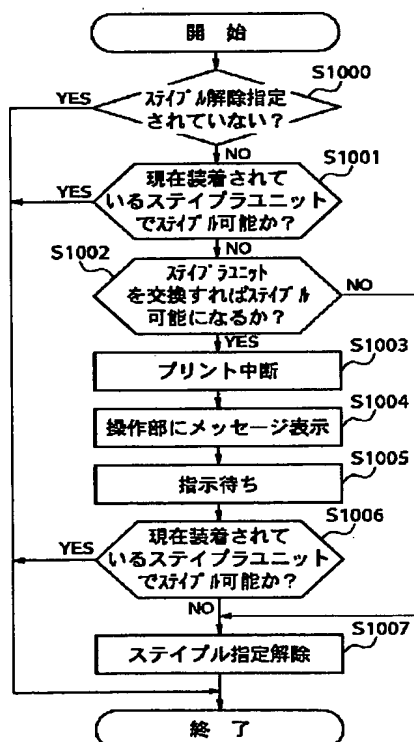 開 始
S1000
ステイプル解除指定
されていない?
YES
NO
S1001
現在装着されて
いるステイプラユニット
でステイプル可能か?
YES
NO
S1002
ステイプラユニット
を交換すればステイプル
可能になるか?
NO
YES
S1003
プリント中断
S1004
操作部にメッセージ表示
S1005
指示待ち
S1006
現在装着されて
いるステイプラユニット
でステイプル可能か?
YES
NO
S1007
ステイプル指定解除
終 了